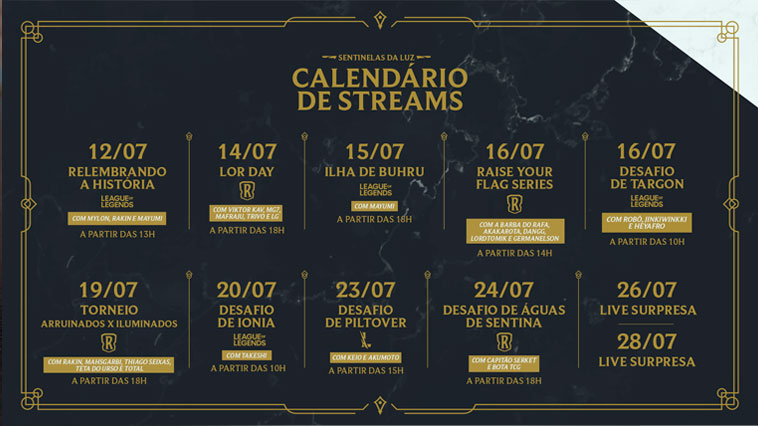 SENTINELAS DA LUZ
CALENDÁRIO
DE STREAMS
12/07
RELEMBRANDO
A HISTÓRIA
LEAGUE OF
LEGENDS
COM MYLON, RAKIN E MAYUMI
A PARTIR DAS 13H
14/07
LOR DAY
R
COM VIKTOR KAV, MG7,
MAFRAJU, TRIVO E LG
A PARTIR DAS 18H
15/07
ILHA DE BUHRU
LEAGUE OF
LEGENDS
COM MAYUMI
A PARTIR DAS 18H
16/07
RAISE YOUR
FLAG SERIES
R
COM A BARBA DO RAFA,
AKAKOROTA, DANGG,
LORDTOMIK E GERMANELSON
A PARTIR DAS 14H
16/07
DESAFIO
DE TARGON
LEAGUE OF
LEGENDS
COM ROBÔ, JINKIWINKKI
E HËYAFRO
A PARTIR DAS 10H
19/07
TORNEIO
ARRUINADOS X ILUMINADOS
R
COM RAKIN, MAHSGARBI, THIAGO SEIXAS,
TETA DO URSO E TOTAL
A PARTIR DAS 18H
20/07
DESAFIO
DE IONIA
LEAGUE OF
LEGENDS
COM TAKESHI
A PARTIR DAS 10H
23/07
DESAFIO
DE PILTOVER
COM KEIO E AKUMOTO
A PARTIR DAS 15H
24/07
DESAFIO DE ÁGUAS
DE SENTINA
R
COM CAPITÃO SERKET
E BOTA TCG
A PARTIR DAS 18H
26/07
LIVE SURPRESA
28/07
LIVE SURPRESA